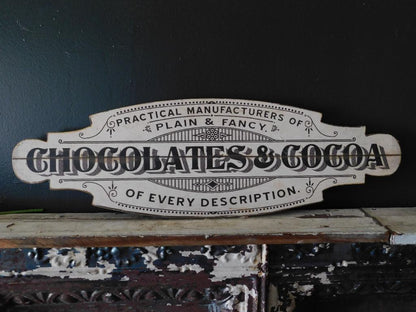 PRACTICAL MANUFACTURERS OF
PLAIN & FANCY.
CHOCOLATES & COCOA
OF EVERY DESCRIPTION.